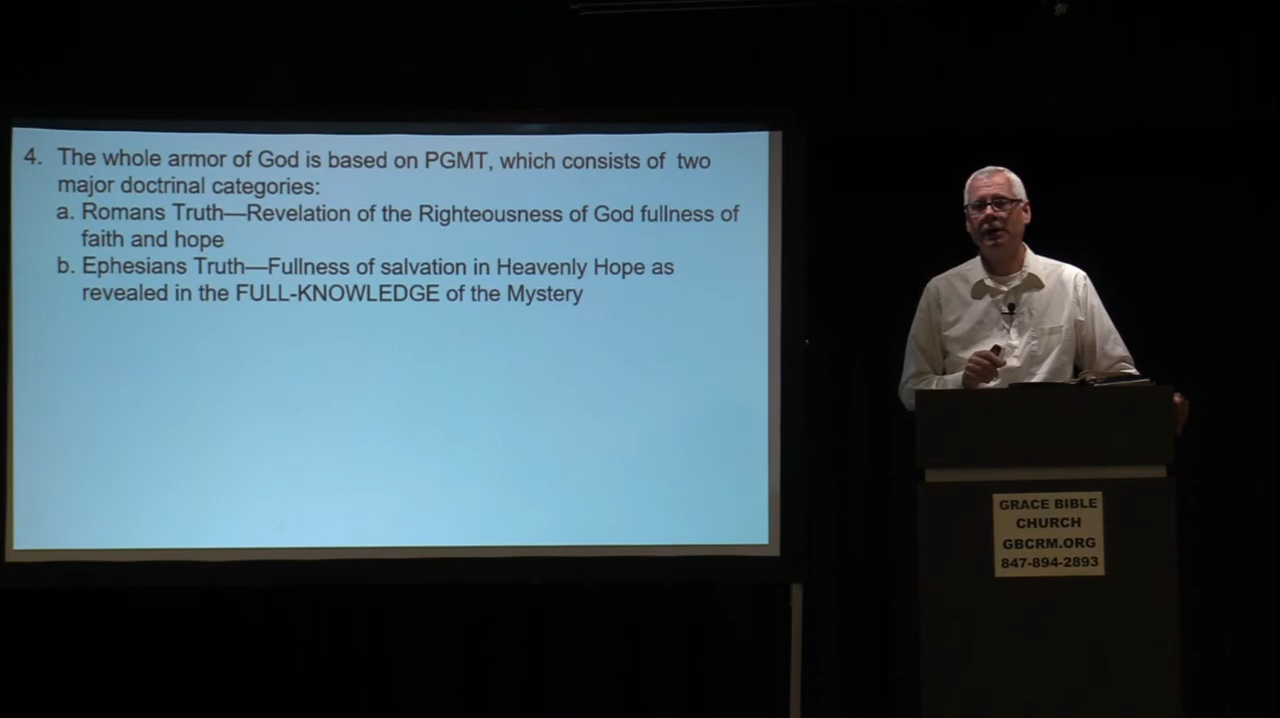 4. The whole armor of God is based on PGMT, which consists of two
major doctrinal categories:
a. Romans Truth—Revelation of the Righteousness of God fullness of
faith and hope
b. Ephesians Truth—Fullness of salvation in Heavenly Hope as
revealed in the FULL-KNOWLEDGE of the Mystery
GRACE BIBLE
CHURCH
GBCRM.ORG
847-894-2893